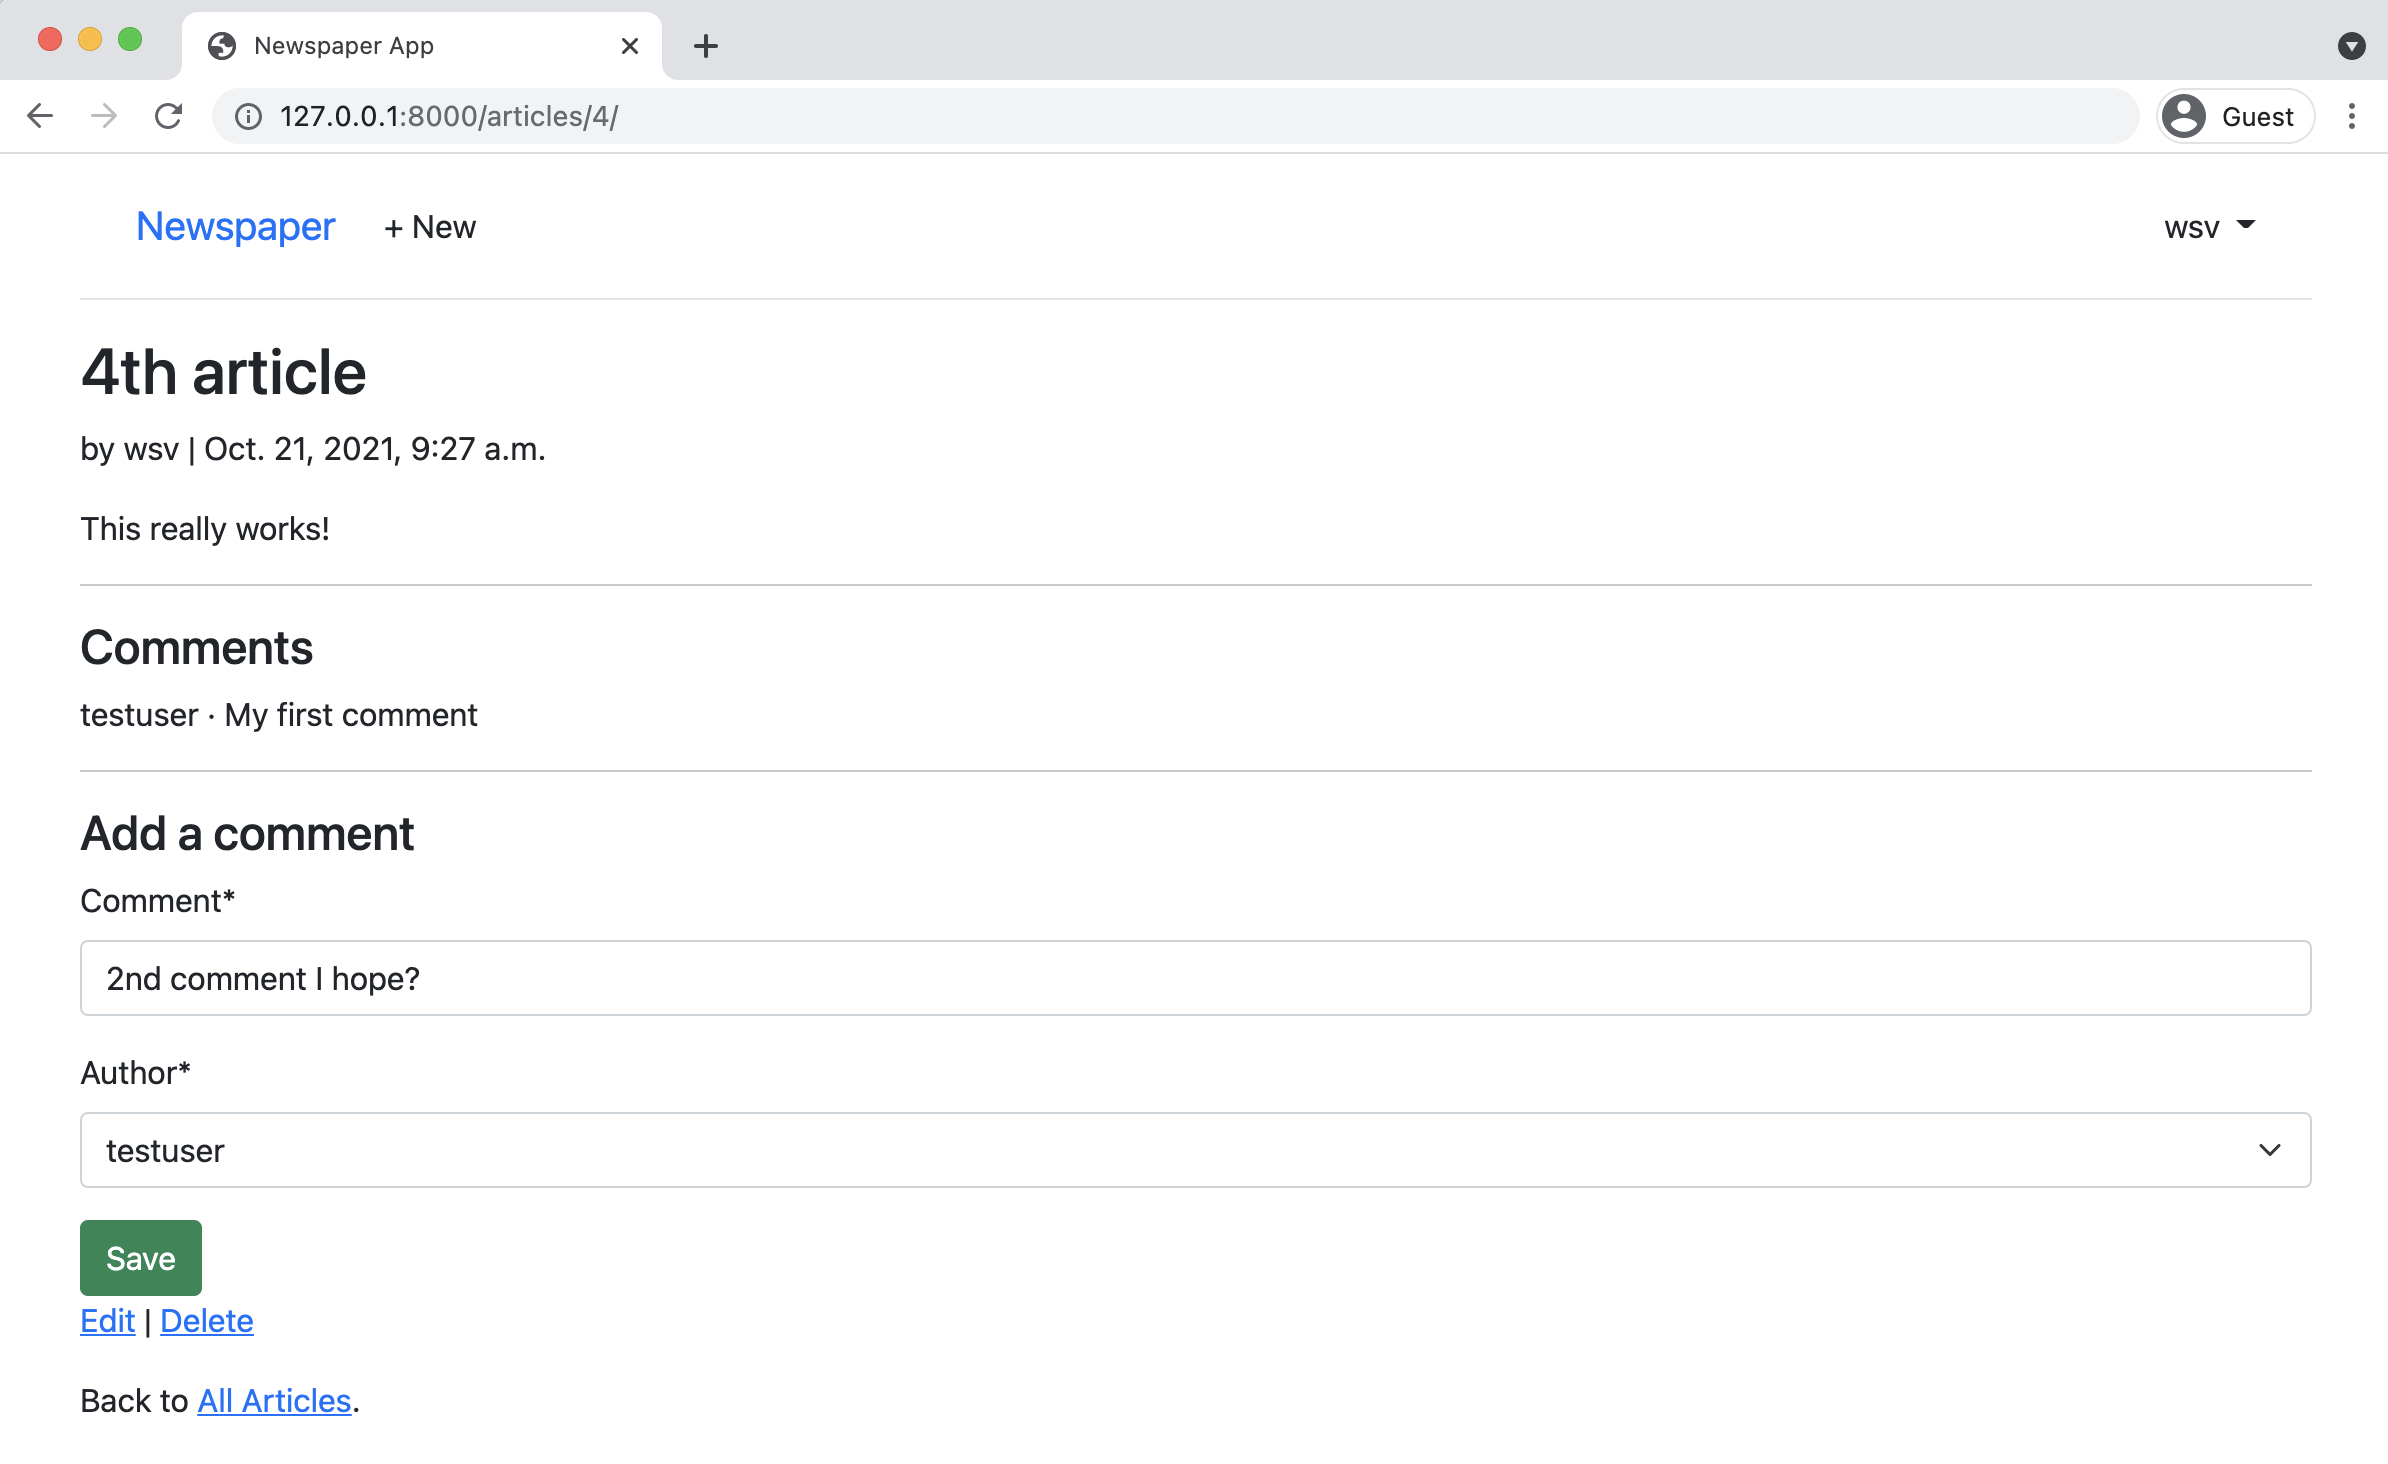 Newspaper App
127.0.0.1:8000/articles/4/
Guest
Newspaper + New wsv
4th article
by wsv | Oct. 21, 2021, 9:27 a.m.
This really works!
Comments
testuser · My first comment
Add a comment
Comment*
2nd comment I hope?
Author*
testuser
Save
Edit | Delete
Back to All Articles.